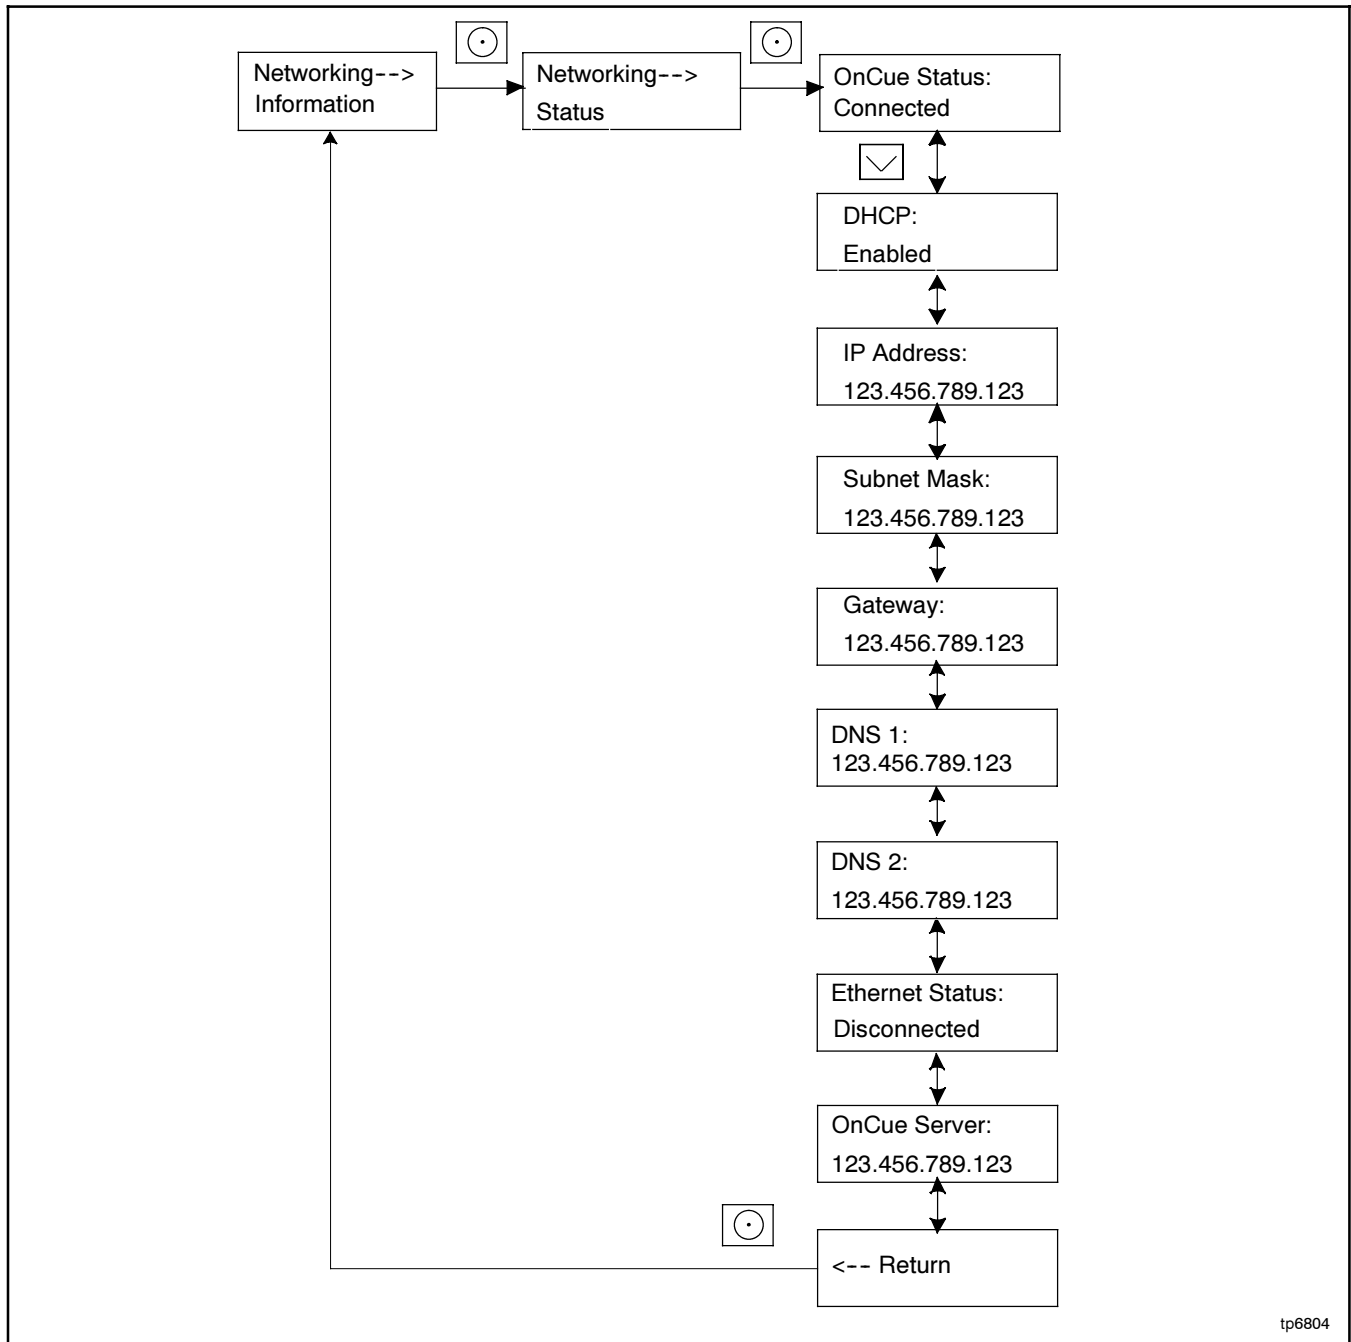 Networking-->
Information
Networking-->
Status
OnCue Status:
Connected
DHCP:
Enabled
IP Address:
123.456.789.123
Subnet Mask:
123.456.789.123
Gateway:
123.456.789.123
DNS 1:
123.456.789.123
DNS 2:
123.456.789.123
Ethernet Status:
Disconnected
OnCue Server:
123.456.789.123
<-- Return
tp6804